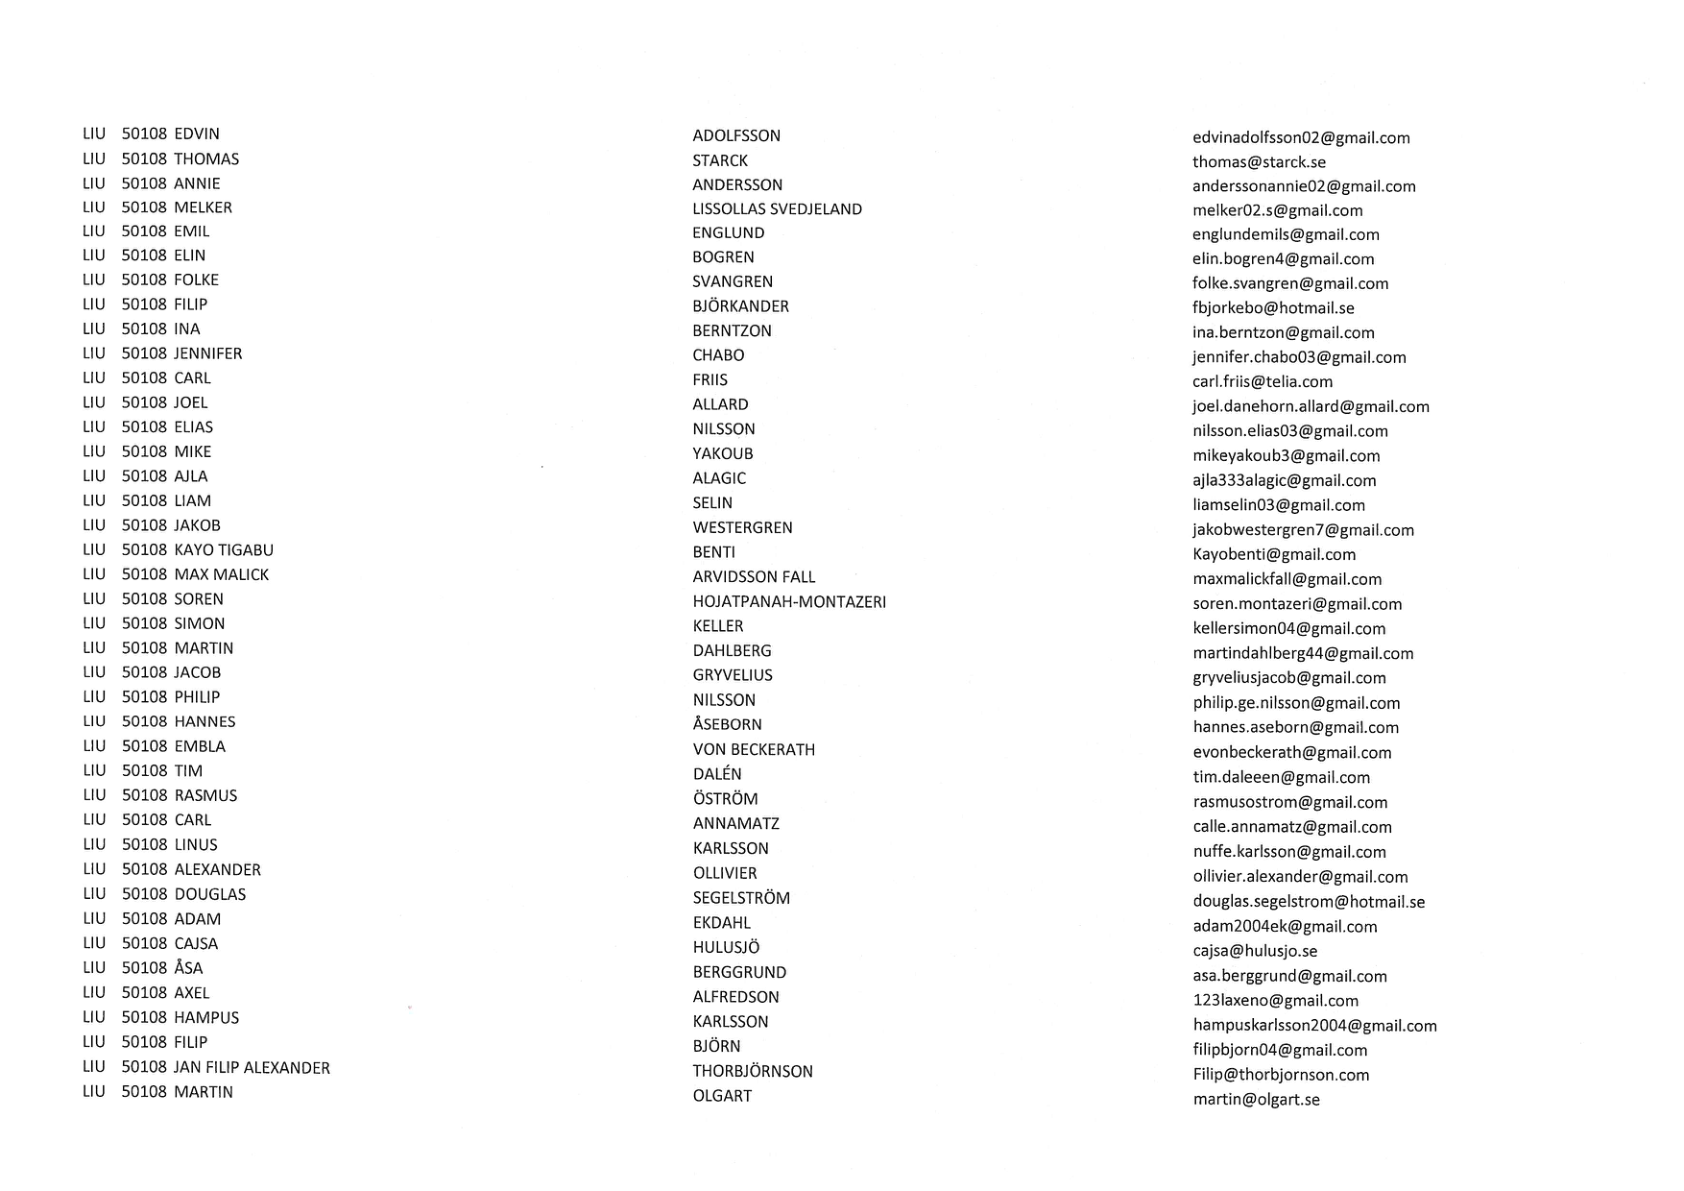 LIU 50108 EDVIN ADOLFSSON edvinadolfsson02@gmail.com
LIU 50108 THOMAS STARCK thomas@starck.se
LIU 50108 ANNIE ANDERSSON anderssonannie02@gmail.com
LIU 50108 MELKER LISSOLLAS SVEDJELAND melker02.s@gmail.com
LIU 50108 EMIL ENGLUND englundemils@gmail.com
LIU 50108 ELIN BOGREN elin.bogren4@gmail.com
LIU 50108 FOLKE SVANGREN folke.svangren@gmail.com
LIU 50108 FILIP BJÖRKANDER fbjorkebo@hotmail.se
LIU 50108 INA BERNTZON ina.berntzon@gmail.com
LIU 50108 JENNIFER CHABO jennifer.chabo03@gmail.com
LIU 50108 CARL FRIIS carl.friis@telia.com
LIU 50108 JOEL ALLARD joel.danehorn.allard@gmail.com
LIU 50108 ELIAS NILSSON nilsson.elias03@gmail.com
LIU 50108 MIKE YAKOUB mikeyakoub3@gmail.com
LIU 50108 AJLA ALAGIC ajla333alagic@gmail.com
LIU 50108 LIAM SELIN liamselin03@gmail.com
LIU 50108 JAKOB WESTERGREN jakobwestergren7@gmail.com
LIU 50108 KAYO TIGABU BENTI Kayobenti@gmail.com
LIU 50108 MAX MALICK ARVIDSSON FALL maxmalickfall@gmail.com
LIU 50108 SOREN HOJATPANAH-MONTAZERI soren.montazeri@gmail.com
LIU 50108 SIMON KELLER kellersimon04@gmail.com
LIU 50108 MARTIN DAHLBERG martindahlberg44@gmail.com
LIU 50108 JACOB GRYVELIUS gryveliusjacob@gmail.com
LIU 50108 PHILIP NILSSON philip.ge.nilsson@gmail.com
LIU 50108 HANNES ÅSEBORN hannes.aseborn@gmail.com
LIU 50108 EMBLA VON BECKERATH evonbeckerath@gmail.com
LIU 50108 TIM DALÉN tim.daleeen@gmail.com
LIU 50108 RASMUS ÖSTRÖM rasmusostrom@gmail.com
LIU 50108 CARL ANNAMATZ calle.annamatz@gmail.com
LIU 50108 LINUS KARLSSON nuffe.karlsson@gmail.com
LIU 50108 ALEXANDER OLLIVIER ollivier.alexander@gmail.com
LIU 50108 DOUGLAS SEGELSTRÖM douglas.segelstrom@hotmail.se
LIU 50108 ADAM EKDAHL adam2004ek@gmail.com
LIU 50108 CAJSA HULUSJÖ cajsa@hulusjo.se
LIU 50108 ÅSA BERGGRUND asa.berggrund@gmail.com
LIU 50108 AXEL ALFREDSON 123laxeno@gmail.com
LIU 50108 HAMPUS KARLSSON hampuskarlsson2004@gmail.com
LIU 50108 FILIP BJÖRN filipbjorn04@gmail.com
LIU 50108 JAN FILIP ALEXANDER THORBJÖRNSON Filip@thorbjornson.com
LIU 50108 MARTIN OLGART martin@olgart.se